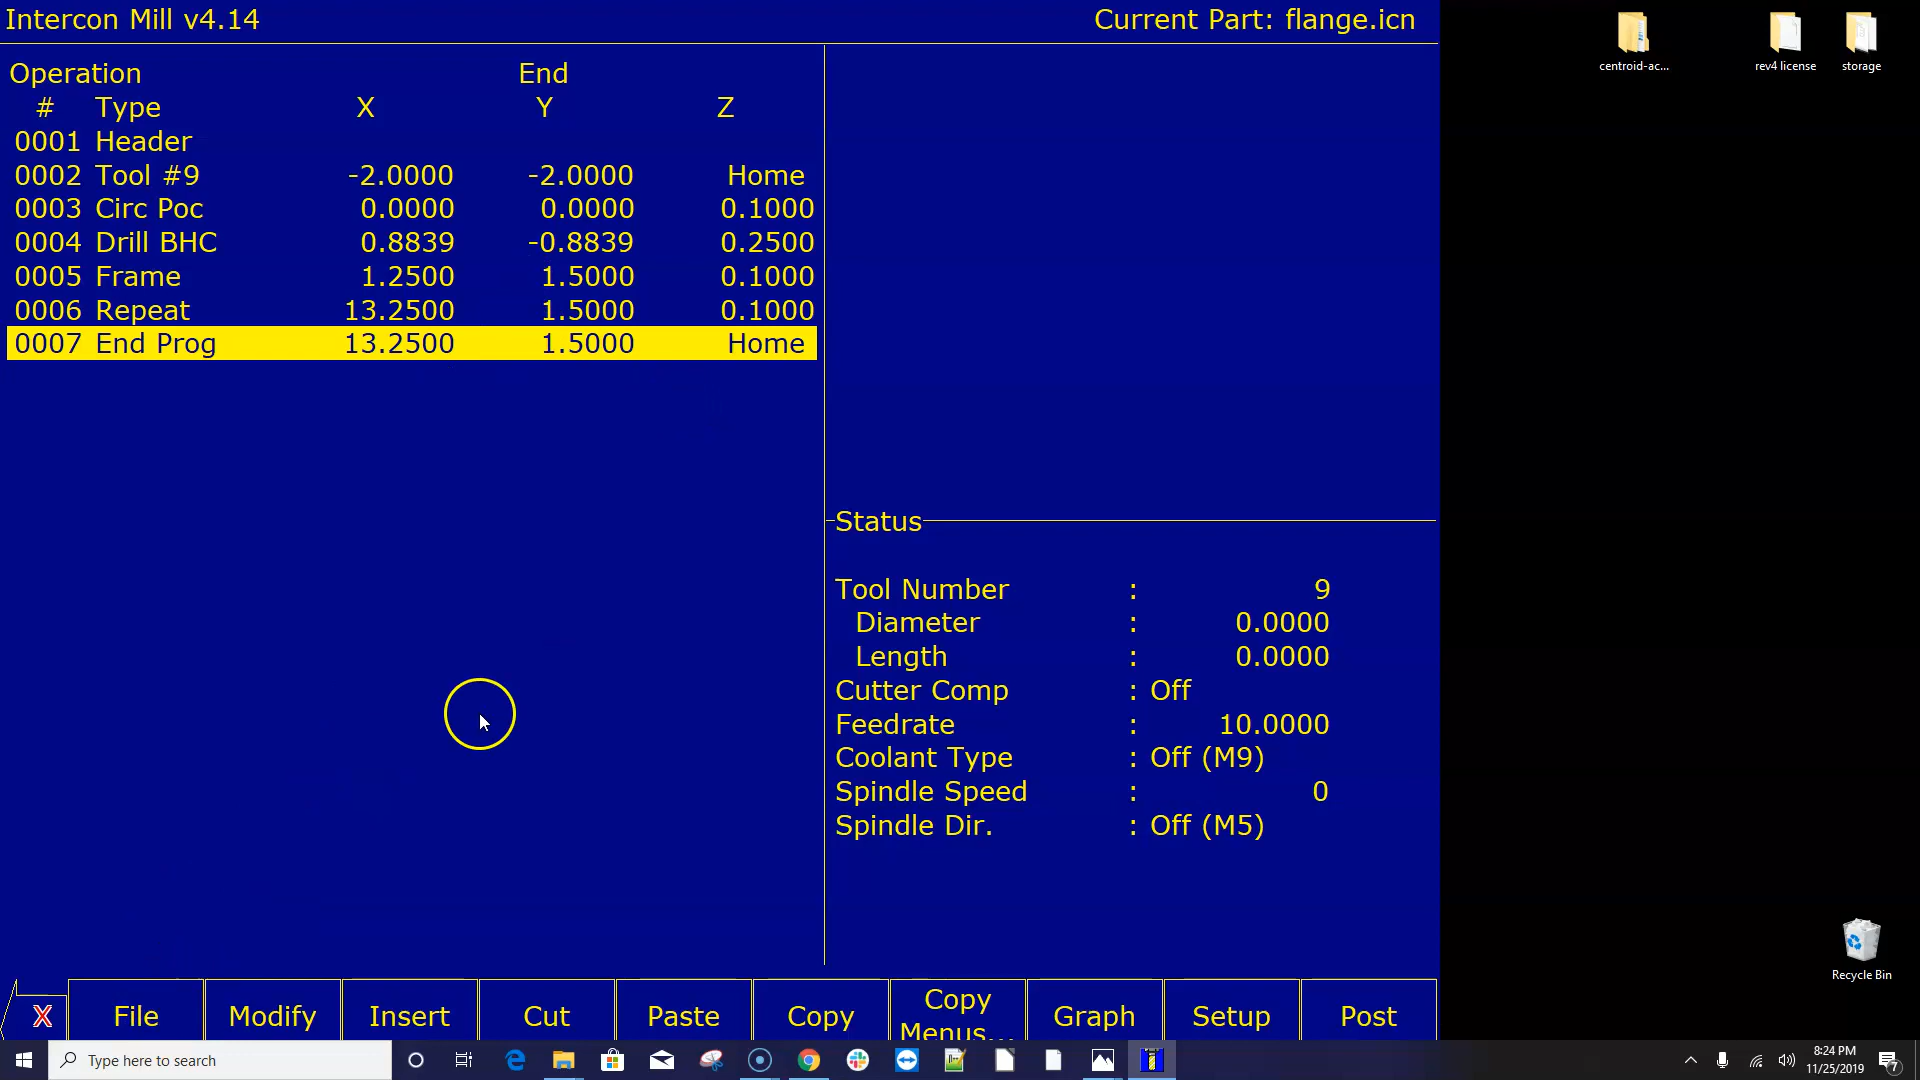 Intercon Mill v4.14
Current Part: flange.icn
Operation End
# Type X Y Z
0001 Header
0002 Tool #9 -2.0000 -2.0000 Home
0003 Circ Poc 0.0000 0.0000 0.1000
0004 Drill BHC 0.8839 -0.8839 0.2500
0005 Frame 1.2500 1.5000 0.1000
0006 Repeat 13.2500 1.5000 0.1000
0007 End Prog 13.2500 1.5000 Home
Status
Tool Number : 9
Diameter : 0.0000
Length : 0.0000
Cutter Comp : Off
Feedrate : 10.0000
Coolant Type : Off (M9)
Spindle Speed : 0
Spindle Dir. : Off (M5)
X
File
Modify
Insert
Cut
Paste
Copy
Copy
Menus...
Graph
Setup
Post
centroid-ac...
rev4 license
storage
Recycle Bin
Type here to search
8:24 PM
11/25/2019
7